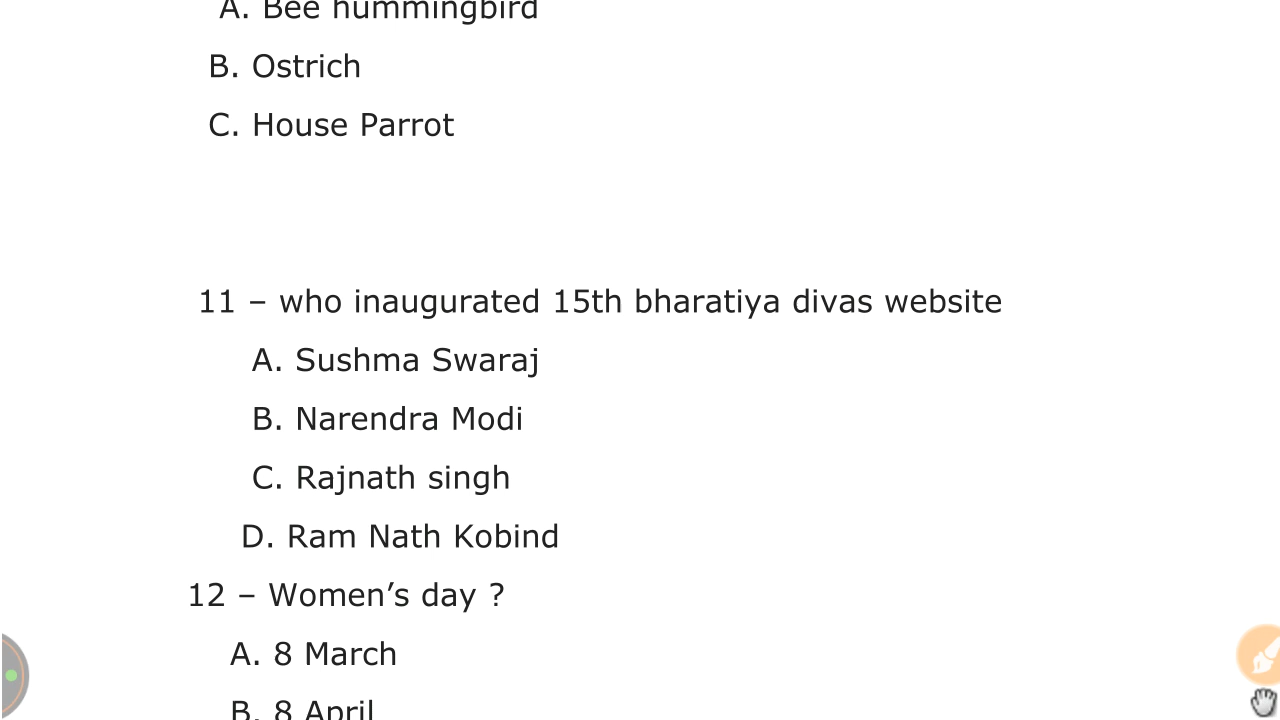 A. Bee hummingbird
B. Ostrich
C. House Parrot
11 – who inaugurated 15th bharatiya divas website
A. Sushma Swaraj
B. Narendra Modi
C. Rajnath singh
D. Ram Nath Kobind
12 – Women’s day ?
A. 8 March
B. 8 April